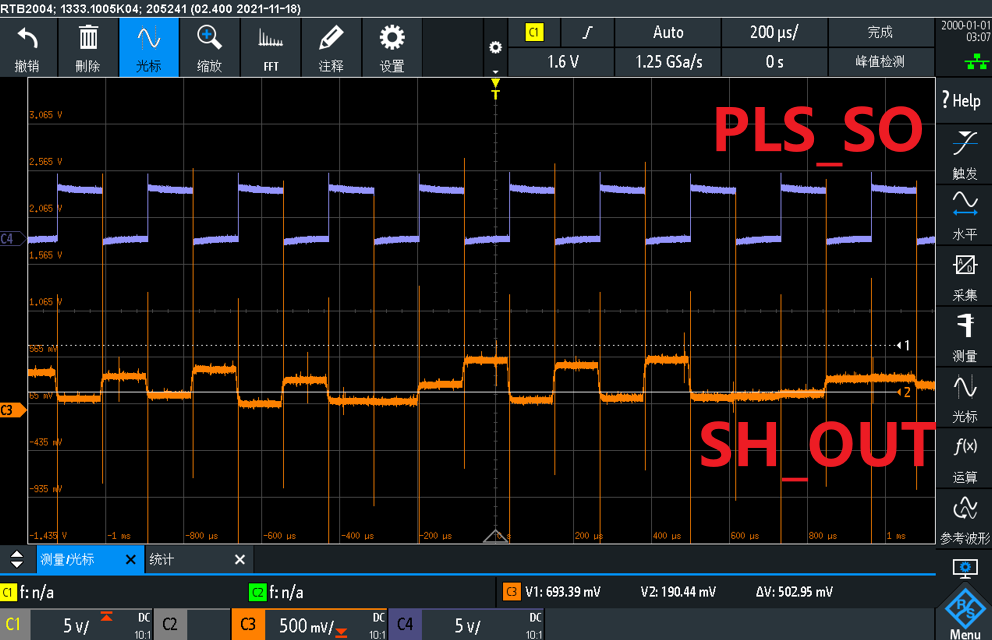 RTB2004; 1333.1005K04; 205241 (02.400 2021-11-18)
撤销
删除
光标
缩放
FFT
注释
设置
C1
Auto
200 µs/
完成
1.6 V
1.25 GSa/s
0 s
峰值检测
2000-01-01
03:07
? Help
触发
水平
采集
测量
光标
f(x)
运算
参考波形
Menu
T
PLS_SO
SH_OUT
3,065 V
2.565 V
2.065 V
C4
1.565 V
1.065 V
565 mV
1
65 mV
2
C3
-435 mV
-935 mV
-1.435 V
-1 ms
-800 µs
-600 µs
-400 µs
-200 µs
0 s
200 µs
400 µs
600 µs
800 µs
1 ms
测量/光标 ×
统计 ×
C1 f: n/a
C2 f: n/a
C3 V1: 693.39 mV V2: 190.44 mV ΔV: 502.95 mV
C1 5 V/ DC 10:1
C2
C3 500 mV/ DC 10:1
C4 5 V/ DC 10:1